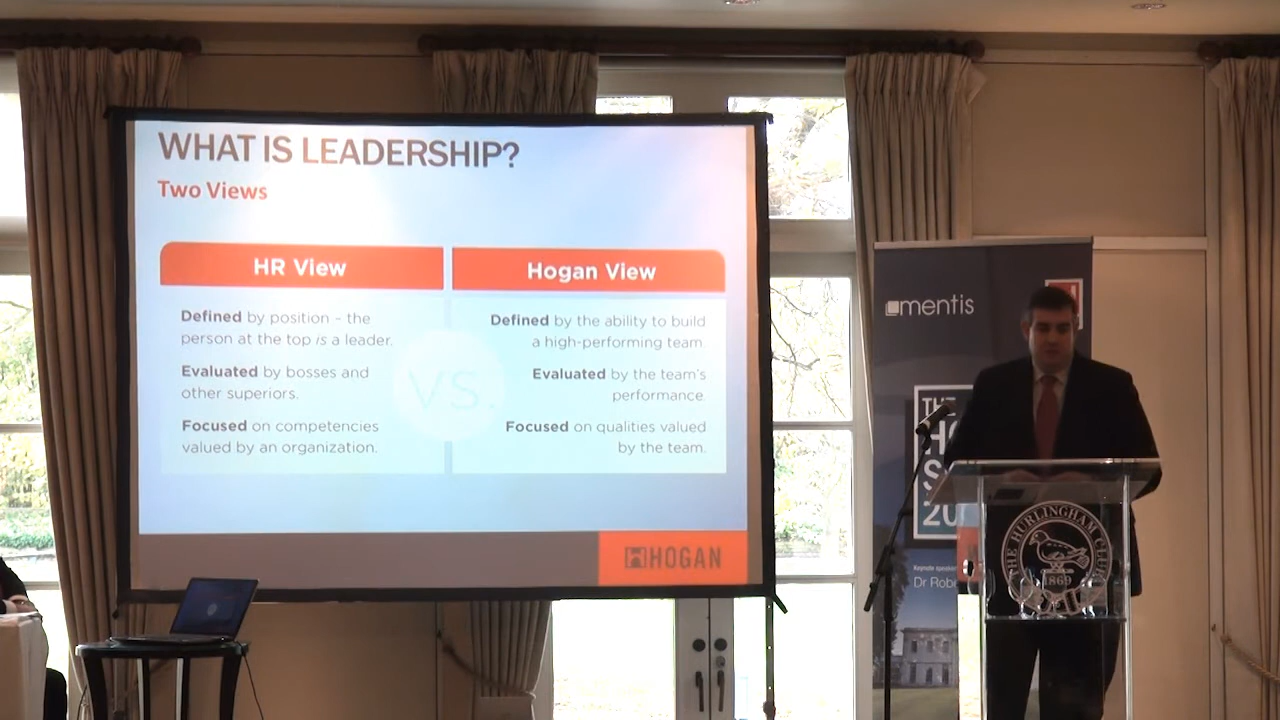 WHAT IS LEADERSHIP?
Two Views
HR View
Defined by position – the
person at the top is a leader.
Evaluated by bosses and
other superiors.
Focused on competencies
valued by an organization.
VS.
Hogan View
Defined by the ability to build
a high-performing team.
Evaluated by the team's
performance.
Focused on qualities valued
by the team.
HOGAN
mentis
THE
20
Keynote speaker
Dr
THE HURLINGHAM CLUB
1869